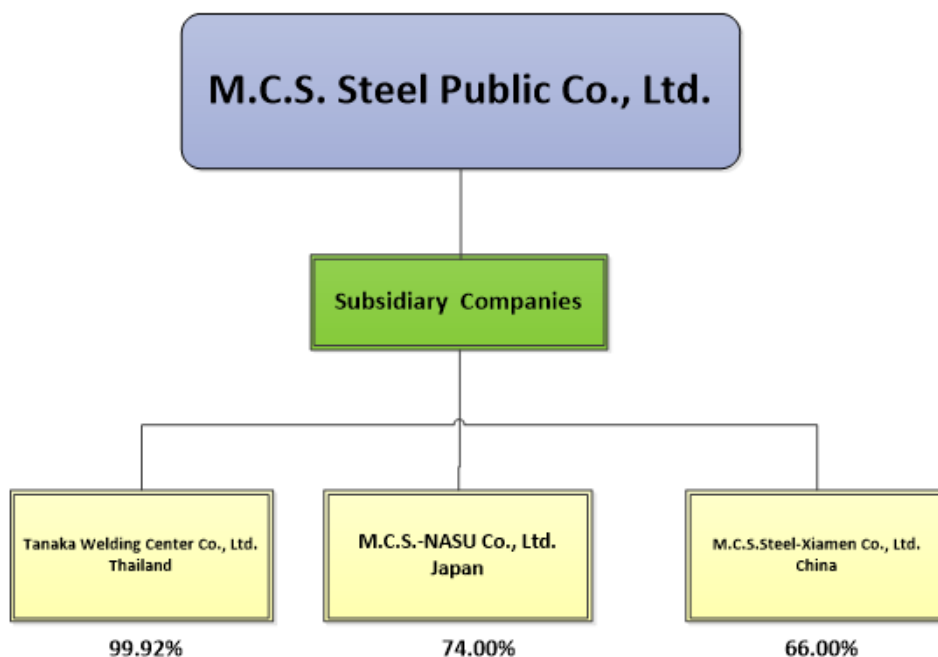 M.C.S. Steel Public Co., Ltd.
Subsidiary Companies
Tanaka Welding Center Co., Ltd.
Thailand
M.C.S.-NASU Co., Ltd.
Japan
M.C.S.Steel-Xiamen Co., Ltd.
China
99.92%
74.00%
66.00%